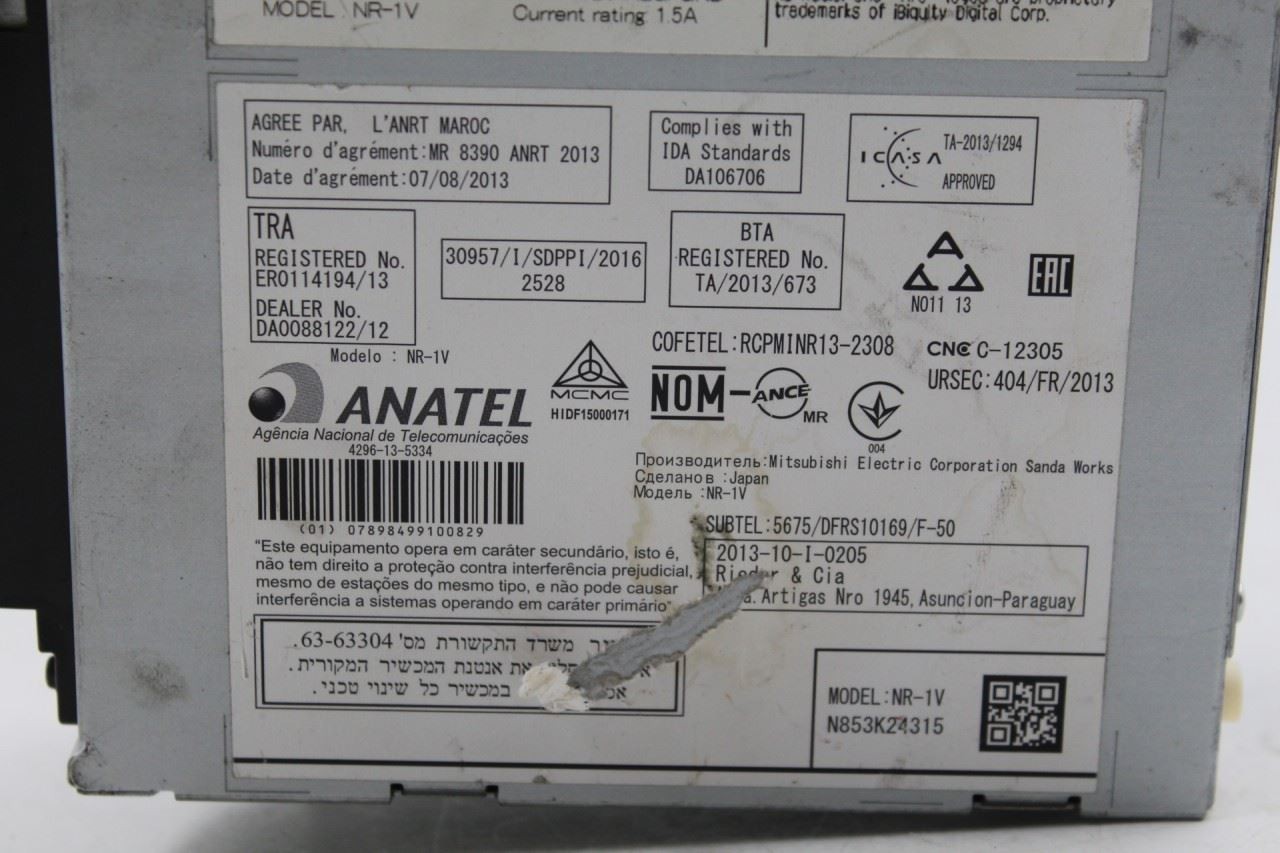 MODEL NR-1V
Current rating 1.5A
trademarks of iBiquity Digital Corp.
AGREE PAR, L'ANRT MAROC
Numéro d'agrément:MR 8390 ANRT 2013
Date d'agrément:07/08/2013
Complies with
IDA Standards
DA106706
ICASA
TA-2013/1294
APPROVED
TRA
REGISTERED No.
ER0114194/13
DEALER No.
DA0088122/12
30957/I/SDPPI/2016
2528
BTA
REGISTERED No.
TA/2013/673
N011 13
EAC
Modelo : NR-1V
ANATEL
Agência Nacional de Telecomunicações
4296-13-5334
(01) 07898499100829
MCMC
HIDF15000171
COFETEL:RCPMINR13-2308
NOM-ANCE MR
CNC C-12305
URSEC:404/FR/2013
004
Производитель:Mitsubishi Electric Corporation Sanda Works
Сделанов :Japan
Модель :NR-1V
SUBTEL:5675/DFRS10169/F-50
2013-10-I-0205
& Cia
Artigas Nro 1945, Asuncion-Paraguay
"Este equipamento opera em caráter secundário, isto é,
não tem direito a proteção contra interferência prejudicial,
mesmo de estações do mesmo tipo, e não pode causar
interferência a sistemas operando em caráter primário"
משרד התקשורת מס' 63-63304.
את אנטנת המכשיר המקורית.
במכשיר כל שינוי טכני.
MODEL:NR-1V
N853K24315